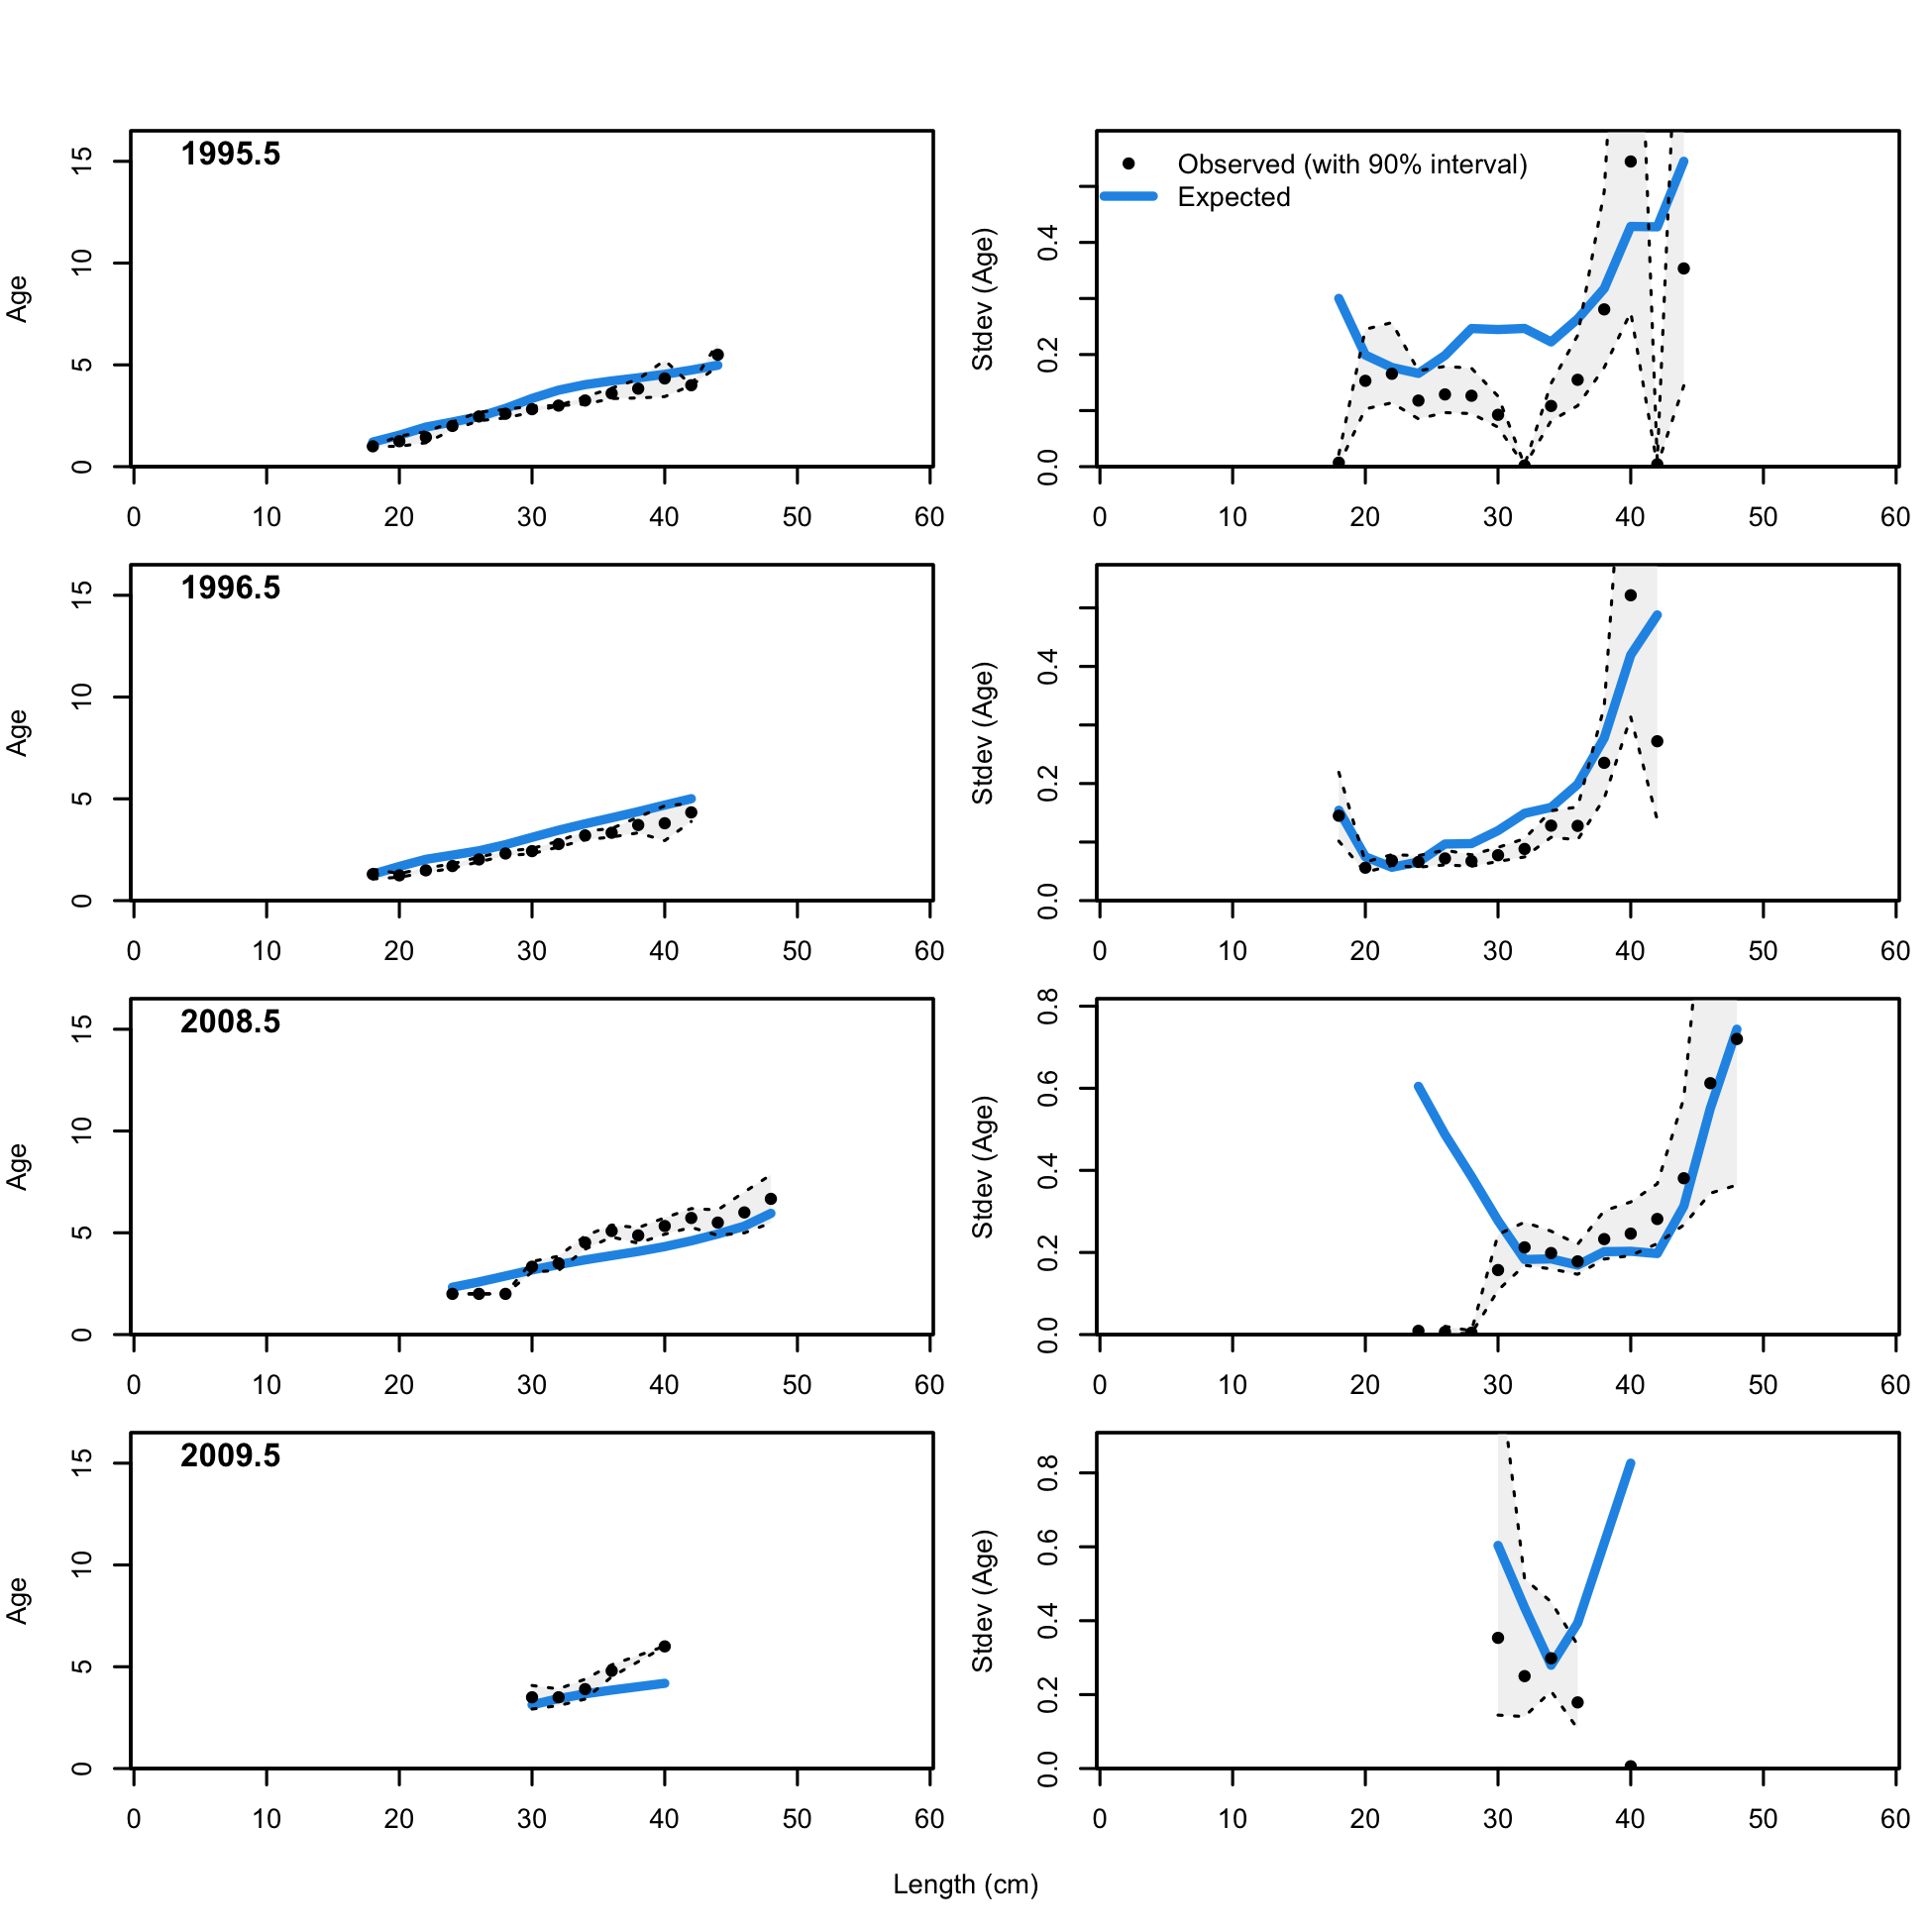 1995.5
Age
0 5 10 15
0 10 20 30 40 50 60
Observed (with 90% interval)
Expected
Stdev (Age)
0.0 0.2 0.4
0 10 20 30 40 50 60
1996.5
Age
0 5 10 15
0 10 20 30 40 50 60
Stdev (Age)
0.0 0.2 0.4
0 10 20 30 40 50 60
2008.5
Age
0 5 10 15
0 10 20 30 40 50 60
Stdev (Age)
0.0 0.2 0.4 0.6 0.8
0 10 20 30 40 50 60
2009.5
Age
0 5 10 15
0 10 20 30 40 50 60
Stdev (Age)
0.0 0.2 0.4 0.6 0.8
0 10 20 30 40 50 60
Length (cm)